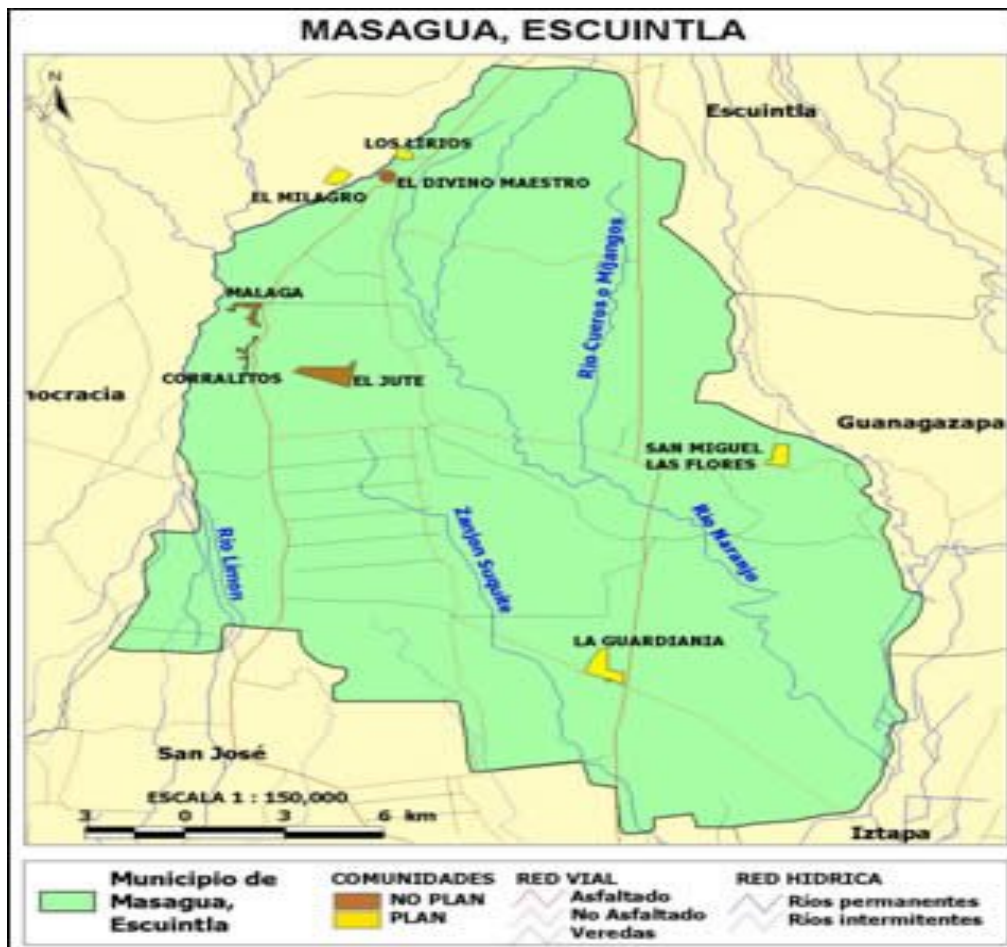 MASAGUA, ESCUINTLA
N
Escuintla
LOS LIRIOS
EL DIVINO MAESTRO
EL MILAGRO
Rio Cueros o Mijangos
MALAGA
CORRALITOS
EL JUTE
nocracia
Guanagazapa
SAN MIGUEL
LAS FLORES
Rio Limon
Zanjon Suquite
Rio Naranjo
LA GUARDIANIA
San José
ESCALA 1 : 150,000
3 0 3 6 km
Iztapa
Municipio de
Masagua,
Escuintla
COMUNIDADES
NO PLAN
PLAN
RED VIAL
Asfaltado
No Asfaltado
Veredas
RED HIDRICA
Ríos permanentes
Ríos intermitentes